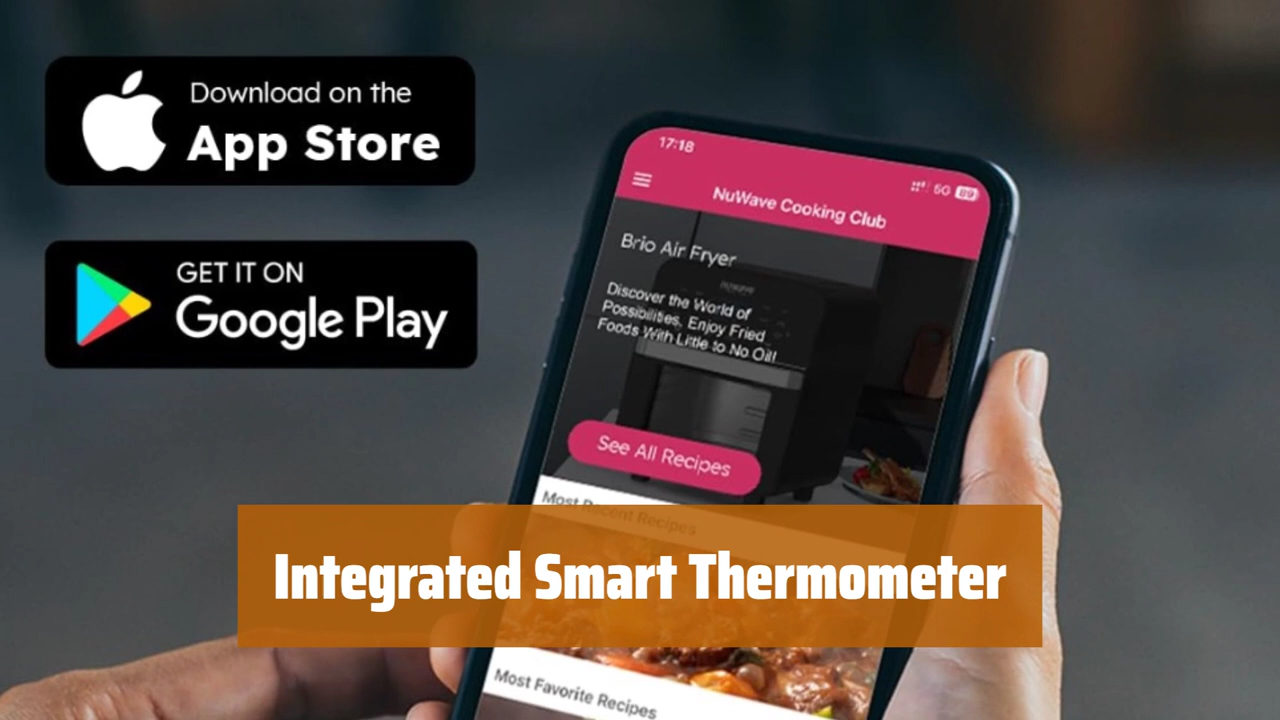 Download on the
App Store
GET IT ON
Google Play
17:18
5G 89
NuWave Cooking Club
Brio Air Fryer
nuwave
Discover the World of
Possibilities, Enjoy Fried
Foods With Little to No Oil!
See All Recipes
Most Recent Recipes
Integrated Smart Thermometer
Most Favorite Recipes